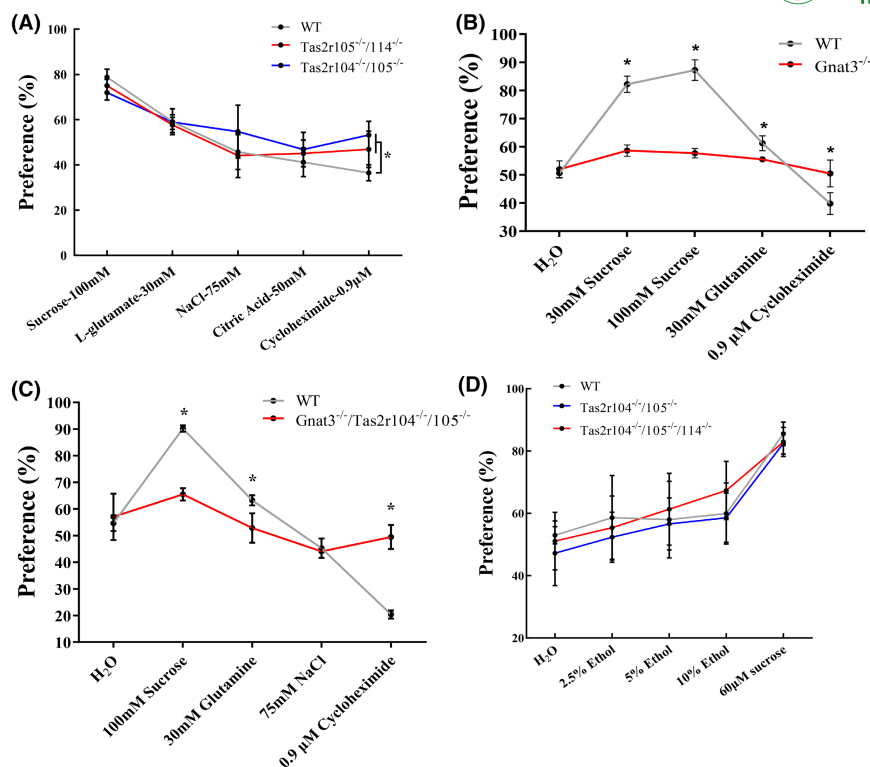 (A)
WT
Tas2r105⁻/⁻/114⁻/⁻
Tas2r104⁻/⁻/105⁻/⁻
Preference (%)
100
80
60
40
20
0
*
Sucrose-100mM
L-glutamate-30mM
NaCl-75mM
Citric Acid-50mM
Cycloheximide-0.9μM
(B)
WT
Gnat3⁻/⁻
Preference (%)
100
90
80
70
60
50
40
30
* * * *
H₂O
30mM Sucrose
100mM Sucrose
30mM Glutamine
0.9 μM Cycloheximide
(C)
WT
Gnat3⁻/⁻/Tas2r104⁻/⁻/105⁻/⁻
Preference (%)
100
90
80
70
60
50
40
30
20
10
* * *
H₂O
100mM Sucrose
30mM Glutamine
75mM NaCl
0.9 μM Cycloheximide
(D)
WT
Tas2r104⁻/⁻/105⁻/⁻
Tas2r104⁻/⁻/105⁻/⁻/114⁻/⁻
Preference (%)
100
80
60
40
20
H₂O
2.5% Ethol
5% Ethol
10% Ethol
60μM sucrose